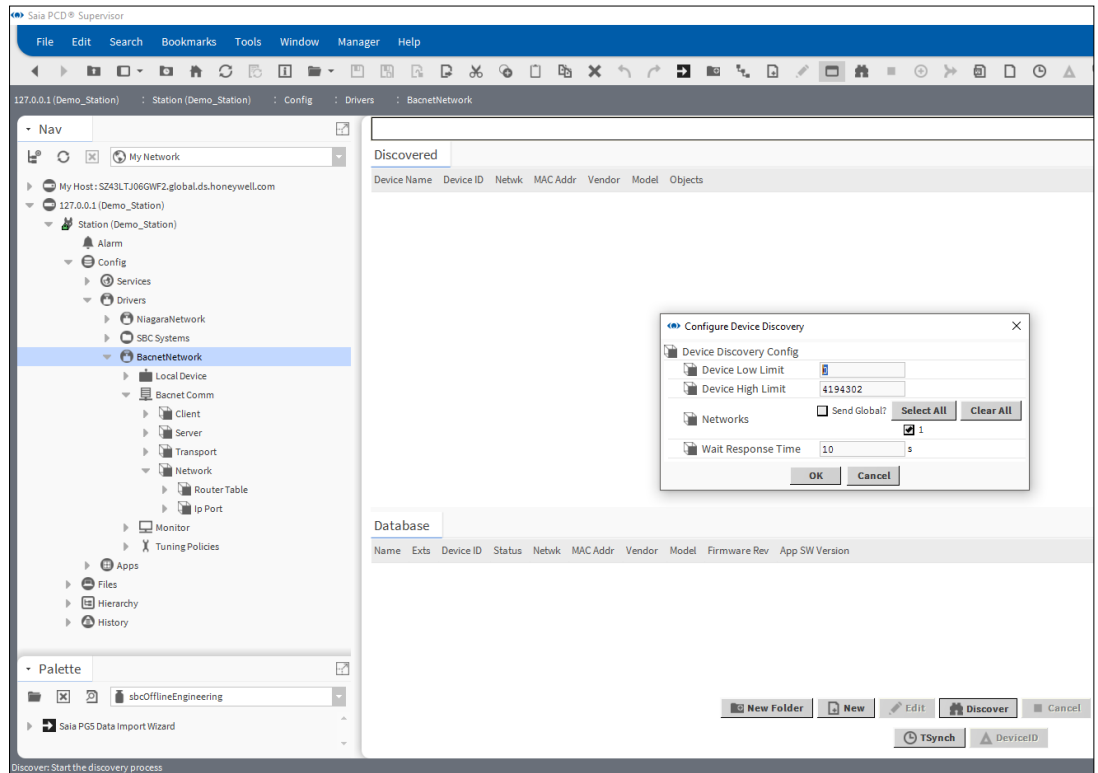 Saia PCD® Supervisor
File Edit Search Bookmarks Tools Window Manager Help
127.0.0.1 (Demo_Station) : Station (Demo_Station) : Config : Drivers : BacnetNetwork
Nav
My Network
My Host : SZ43LTJ06GWF2.global.ds.honeywell.com
127.0.0.1 (Demo_Station)
Station (Demo_Station)
Alarm
Config
Services
Drivers
NiagaraNetwork
SBC Systems
BacnetNetwork
Local Device
Bacnet Comm
Client
Server
Transport
Network
Router Table
Ip Port
Monitor
Tuning Policies
Apps
Files
Hierarchy
History
Palette
sbcOfflineEngineering
Saia PG5 Data Import Wizard
Discovered
Device Name Device ID Netwk MAC Addr Vendor Model Objects
Configure Device Discovery
Device Discovery Config
Device Low Limit
Device High Limit 4194302
Networks Send Global? Select All Clear All
1
Wait Response Time 10 s
OK Cancel
Database
Name Exts Device ID Status Netwk MAC Addr Vendor Model Firmware Rev App SW Version
New Folder New Edit Discover Cancel
TSynch DeviceID
Discover: Start the discovery process